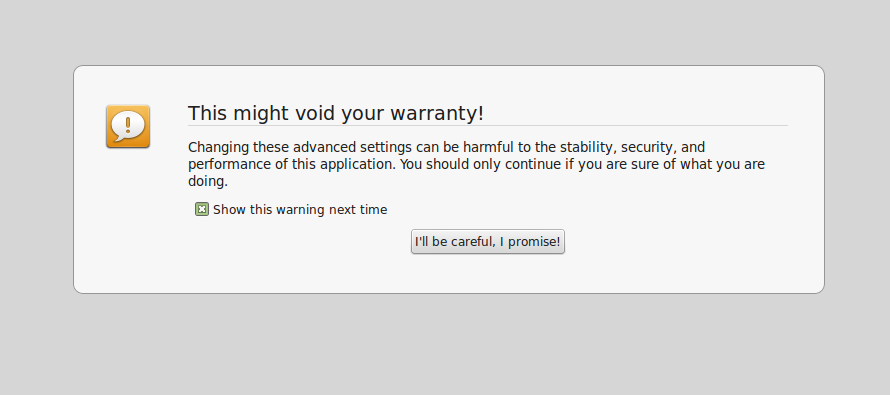 This might void your warranty!
Changing these advanced settings can be harmful to the stability, security, and
performance of this application. You should only continue if you are sure of what you are
doing.
Show this warning next time
I'll be careful, I promise!